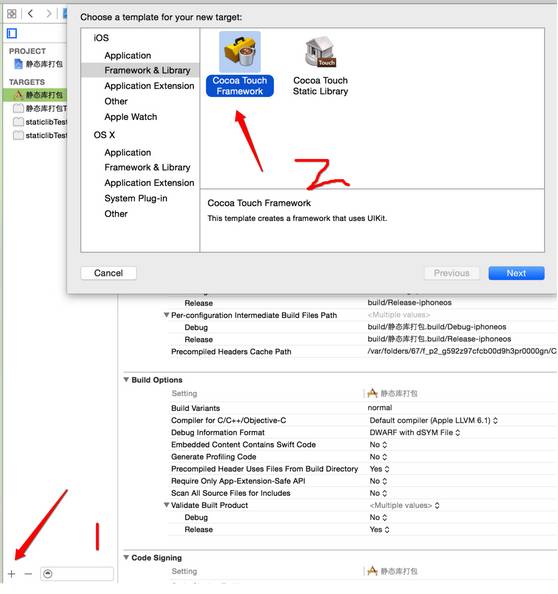 Choose a template for your new target:
PROJECT
静态库打包
TARGETS
静态库打包
静态库打包T
staticlibTest
staticlibTest
iOS
Application
Framework & Library
Application Extension
Other
Apple Watch
OS X
Application
Framework & Library
Application Extension
System Plug-in
Other
Cocoa Touch
Framework
Touch
Cocoa Touch
Static Library
2
Cocoa Touch Framework
This template creates a framework that uses UIKit.
Cancel
Previous
Next
Release build/Release-iphoneos
Per-configuration Intermediate Build Files Path <Multiple values>
Debug build/静态库打包.build/Debug-iphoneos
Release build/静态库打包.build/Release-iphoneos
Precompiled Headers Cache Path /var/folders/67/f_p2_g592z97cfcb00d9h3pr0000gn/C
Build Options
Setting 静态库打包
Build Variants normal
Compiler for C/C++/Objective-C Default compiler (Apple LLVM 6.1)
Debug Information Format DWARF with dSYM File
Embedded Content Contains Swift Code No
Generate Profiling Code No
Precompiled Header Uses Files From Build Directory Yes
Require Only App-Extension-Safe API No
Scan All Source Files for Includes No
Validate Built Product <Multiple values>
Debug No
Release Yes
1
Code Signing
Setting 静态库打包